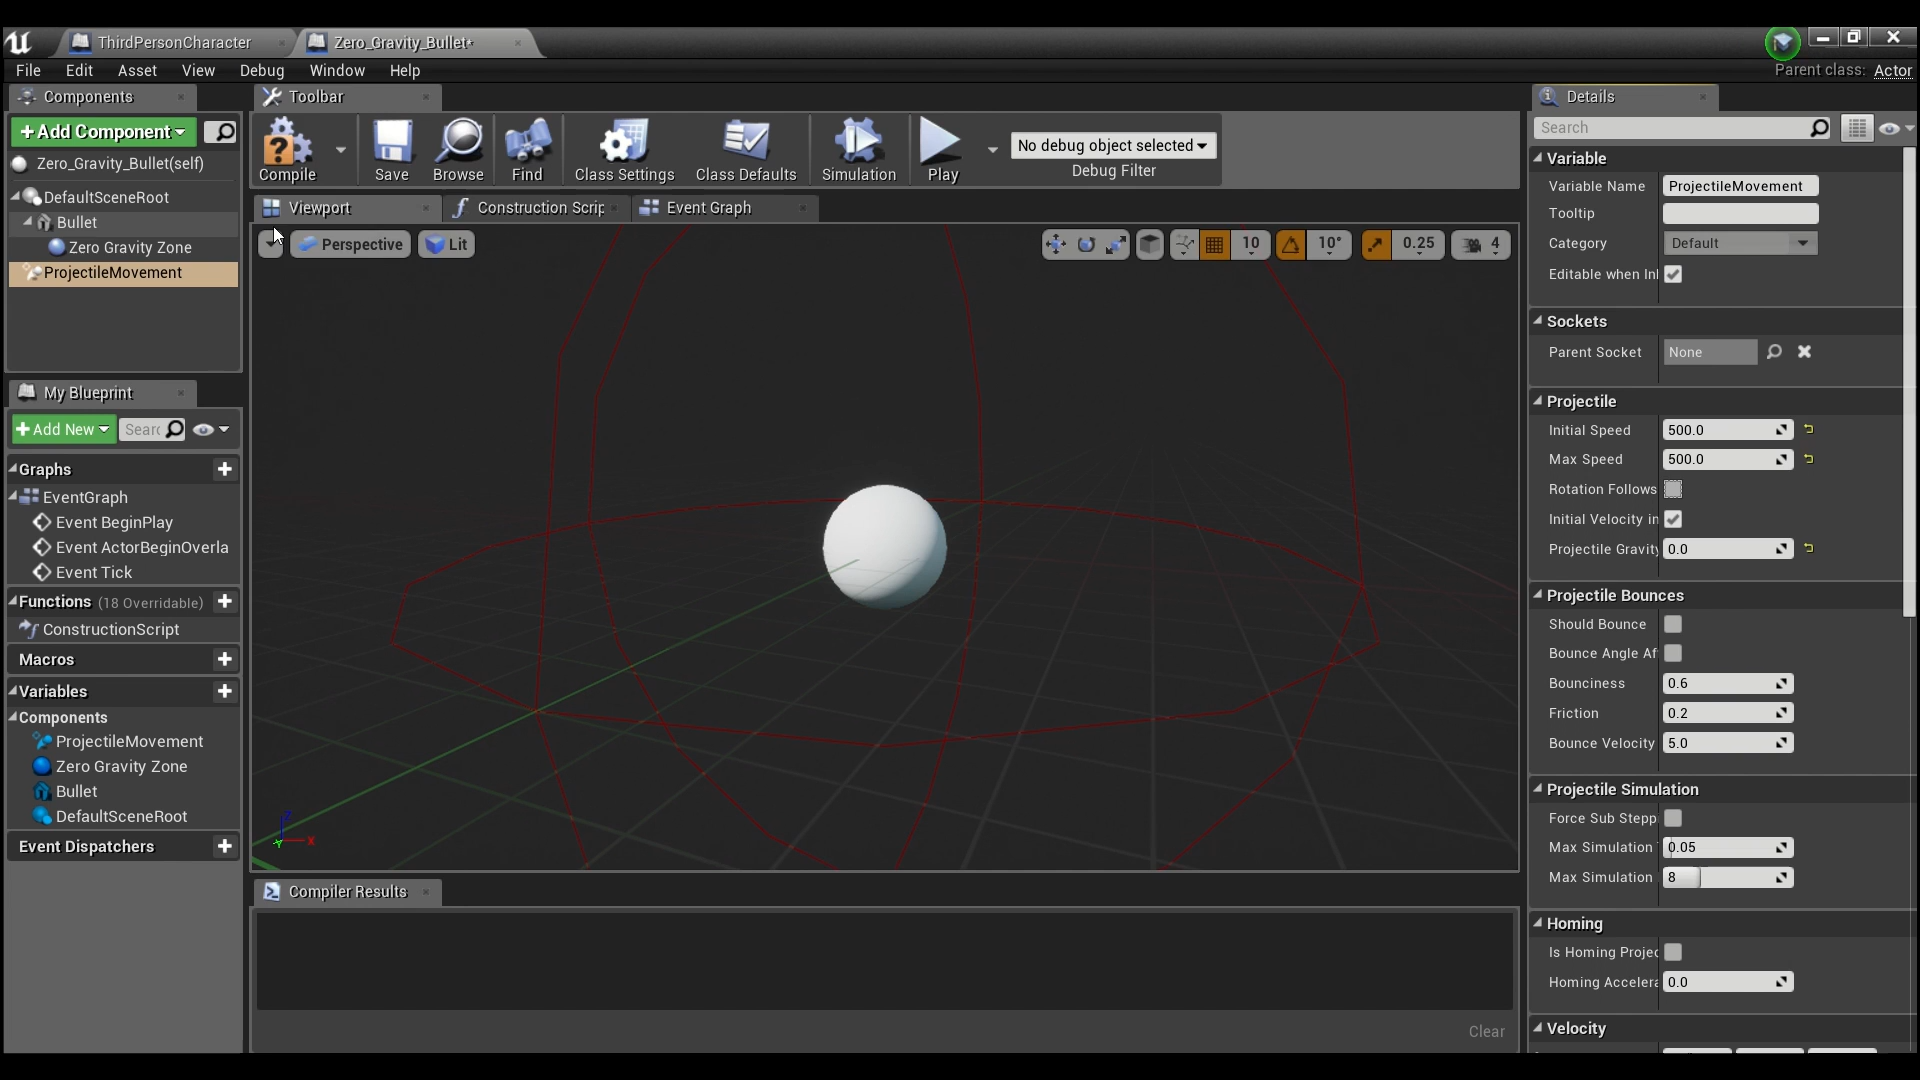 ThirdPersonCharacter
Zero_Gravity_Bullet*
File Edit Asset View Debug Window Help
Parent class: Actor
Components
+Add Component
Zero_Gravity_Bullet(self)
DefaultSceneRoot
Bullet
Zero Gravity Zone
ProjectileMovement
My Blueprint
+Add New
Searc
Graphs
EventGraph
Event BeginPlay
Event ActorBeginOverla
Event Tick
Functions (18 Overridable)
ConstructionScript
Macros
Variables
Components
ProjectileMovement
Zero Gravity Zone
Bullet
DefaultSceneRoot
Event Dispatchers
Toolbar
Compile
Save
Browse
Find
Class Settings
Class Defaults
Simulation
Play
No debug object selected
Debug Filter
Viewport
Construction Scrip
Event Graph
Perspective
Lit
10
10°
0.25
4
Z
Y
X
Compiler Results
Clear
Details
Search
Variable
Variable Name ProjectileMovement
Tooltip
Category Default
Editable when Inl
Sockets
Parent Socket None
Projectile
Initial Speed 500.0
Max Speed 500.0
Rotation Follows
Initial Velocity in
Projectile Gravity 0.0
Projectile Bounces
Should Bounce
Bounce Angle Af
Bounciness 0.6
Friction 0.2
Bounce Velocity 5.0
Projectile Simulation
Force Sub Stepp
Max Simulation 0.05
Max Simulation 8
Homing
Is Homing Projec
Homing Accelera 0.0
Velocity